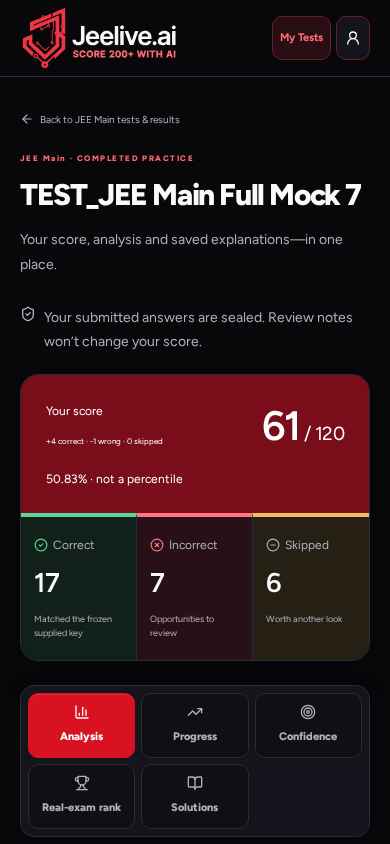 Jeelive.ai
SCORE 200+ WITH AI
My Tests
Back to JEE Main tests & results
JEE Main · COMPLETED PRACTICE
TEST_JEE Main Full Mock 7
Your score, analysis and saved explanations—in one
place.
Your submitted answers are sealed. Review notes
won’t change your score.
Your score
61 / 120
+4 correct · -1 wrong · 0 skipped
50.83% · not a percentile
Correct
17
Matched the frozen
supplied key
Incorrect
7
Opportunities to
review
Skipped
6
Worth another look
Analysis
Progress
Confidence
Real-exam rank
Solutions